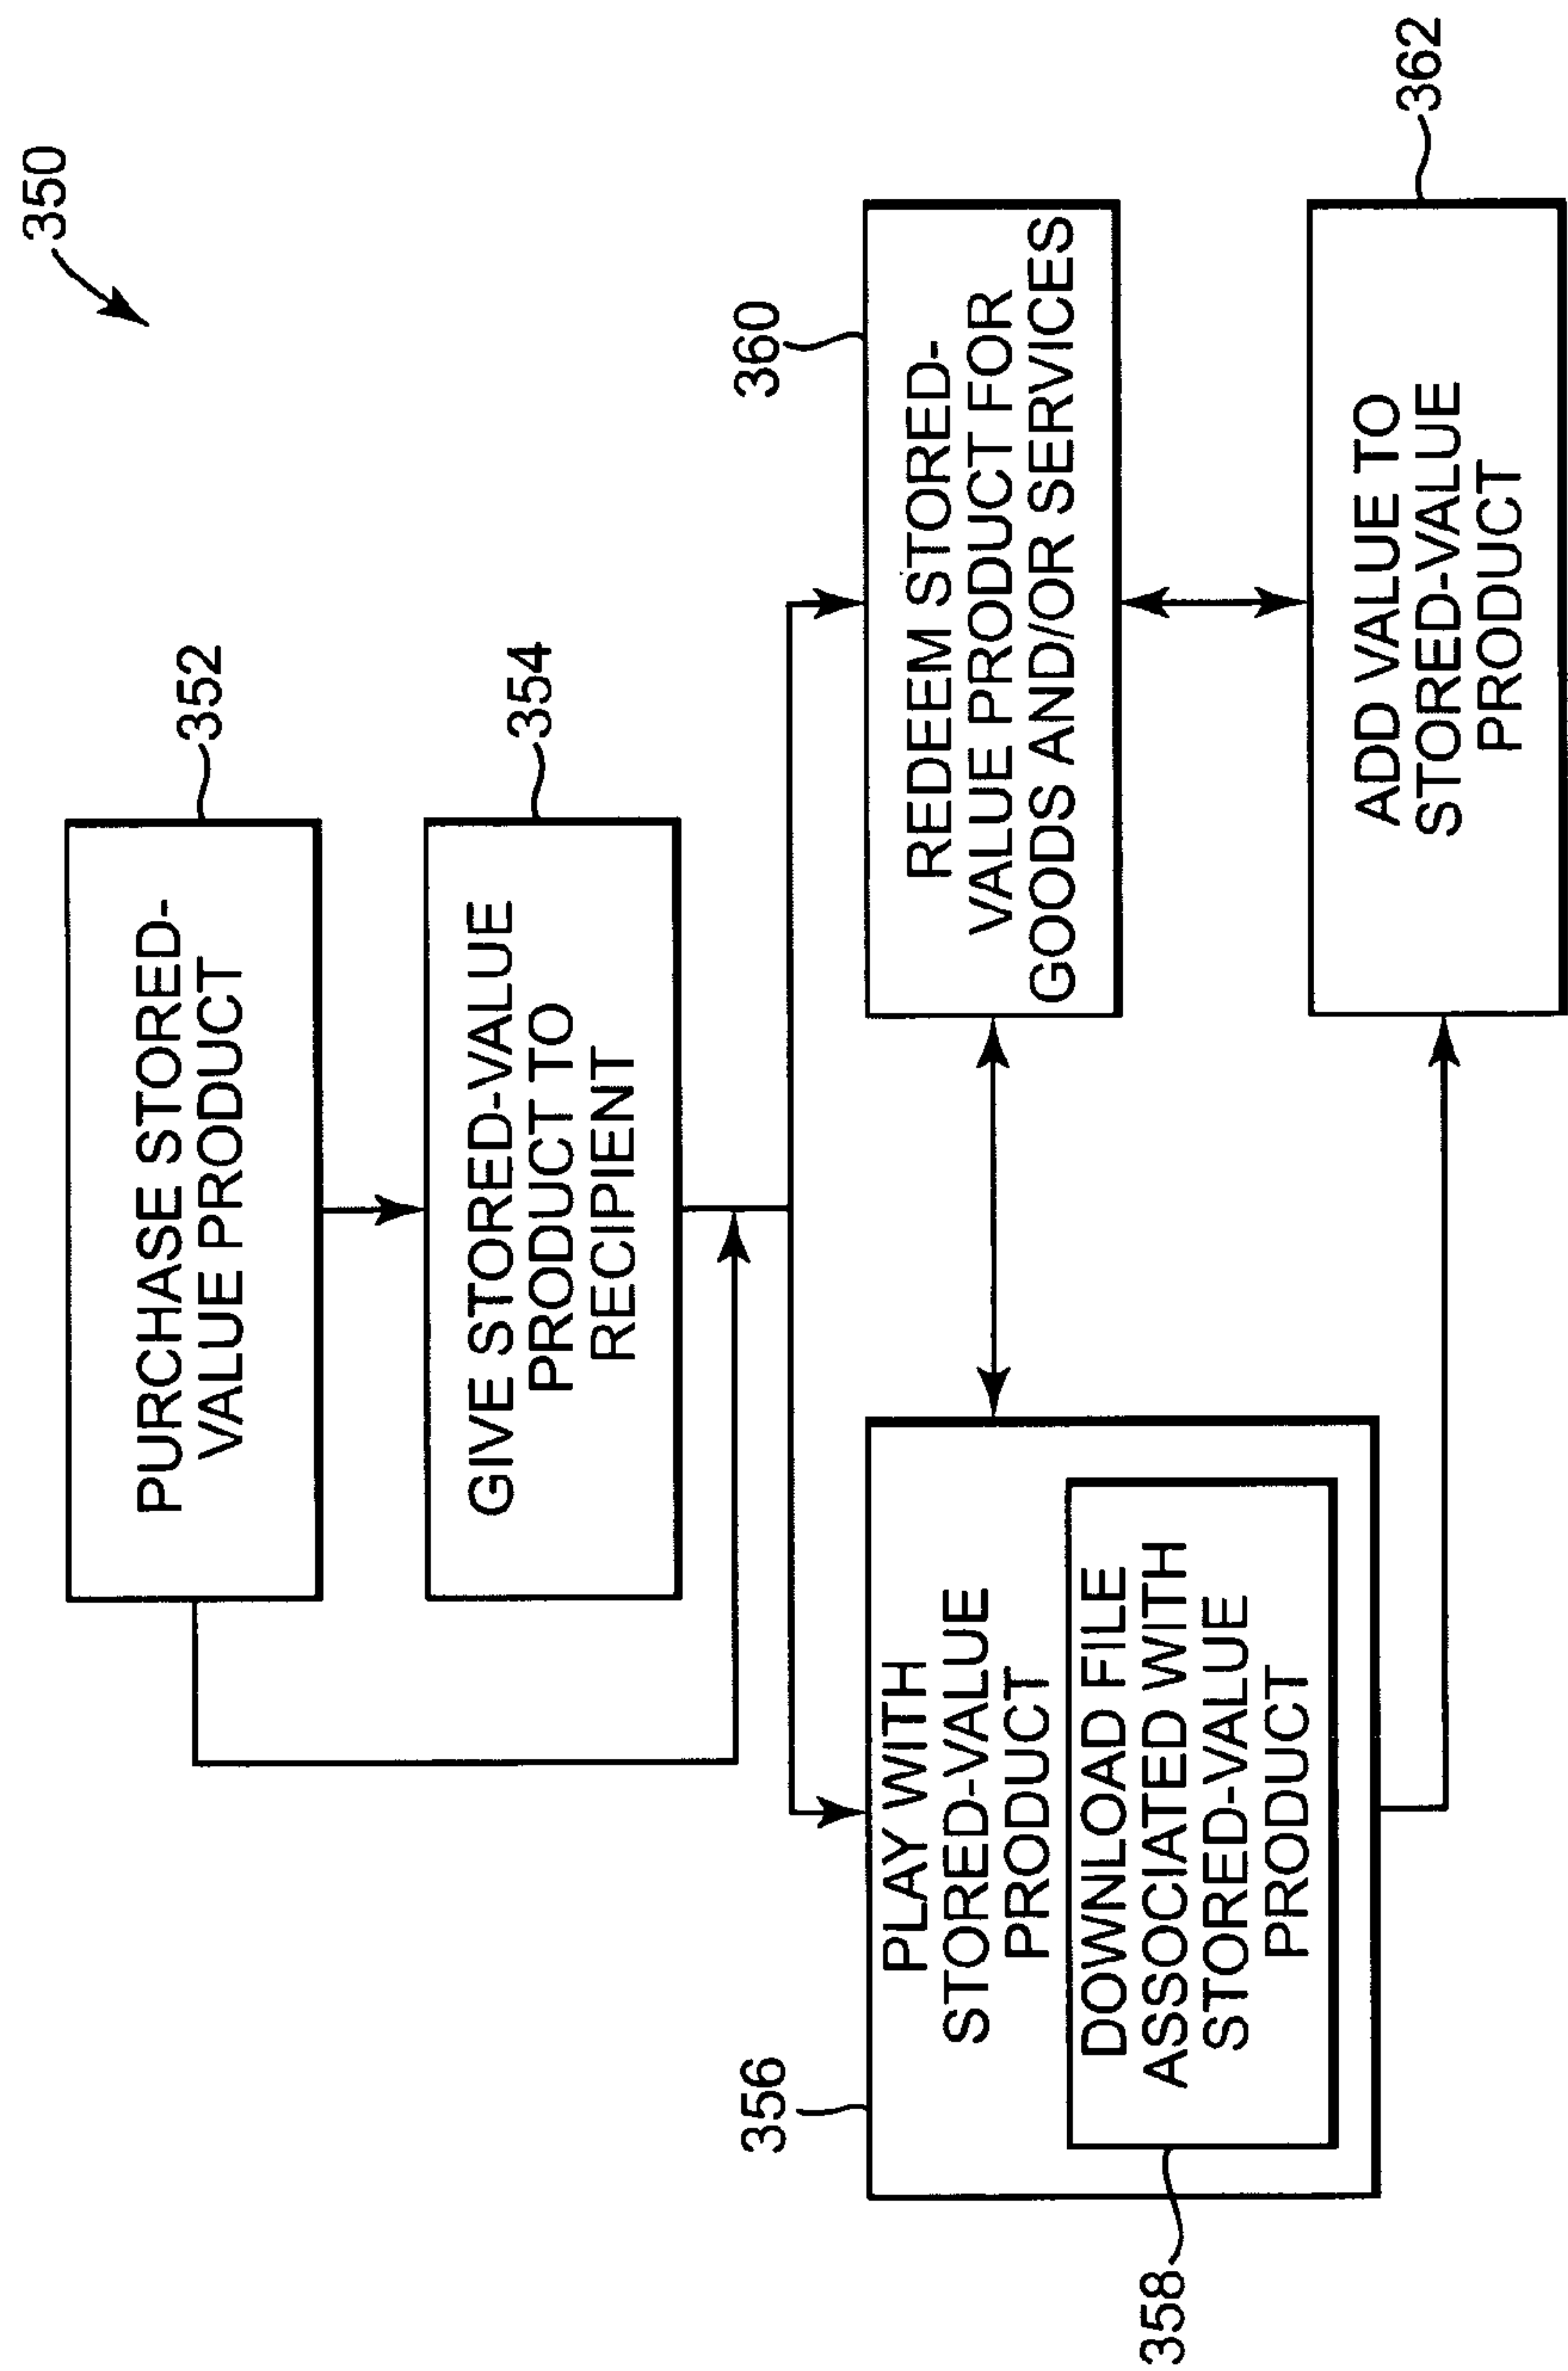 350
PURCHASE STORED-
VALUE PRODUCT
352
GIVE STORED-VALUE
PRODUCT TO
RECIPIENT
354
356
PLAY WITH
STORED-VALUE
PRODUCT
DOWNLOAD FILE
ASSOCIATED WITH
STORED-VALUE
PRODUCT
358
360
REDEEM STORED-
VALUE PRODUCT FOR
GOODS AND/OR SERVICES
ADD VALUE TO
STORED-VALUE
PRODUCT
362